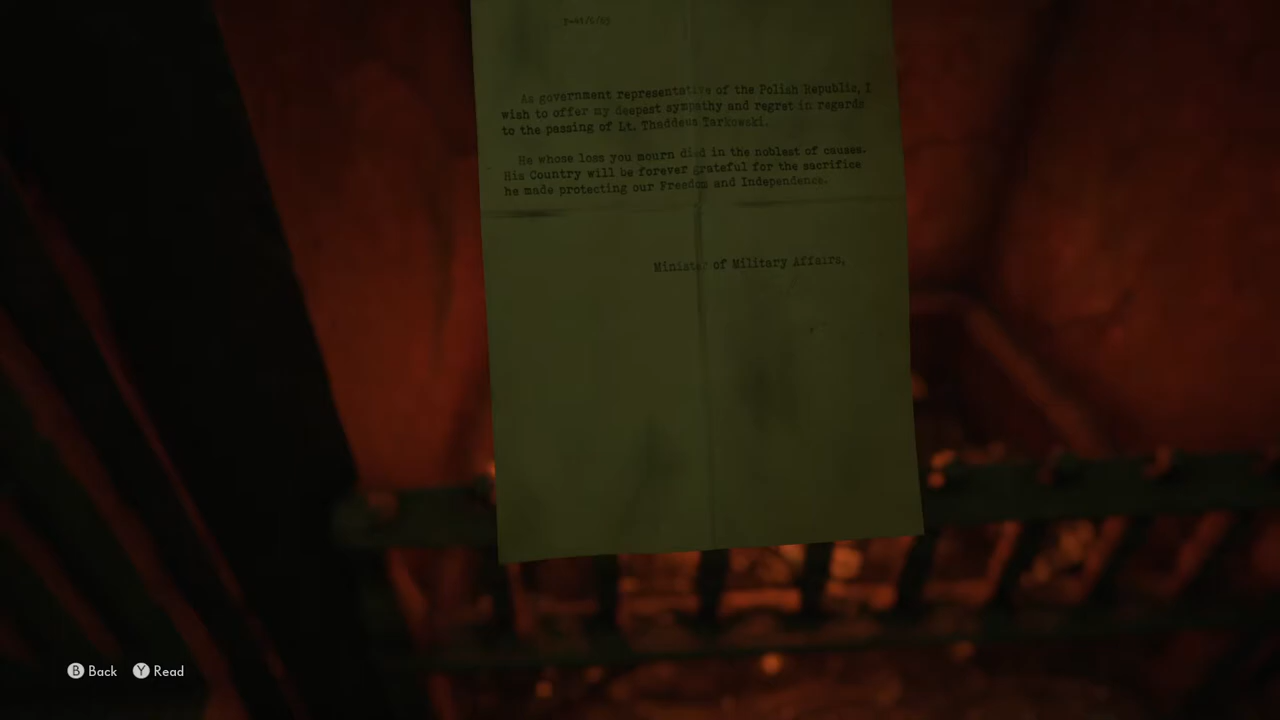 As government representative of the Polish Republic, I
wish to offer my deepest sympathy and regret in regards
to the passing of Lt. Thaddeus Tarkowski.
He whose loss you mourn died in the noblest of causes.
His Country will be forever grateful for the sacrifice
he made protecting our Freedom and Independence.
Minister of Military Affairs,
B Back Y Read